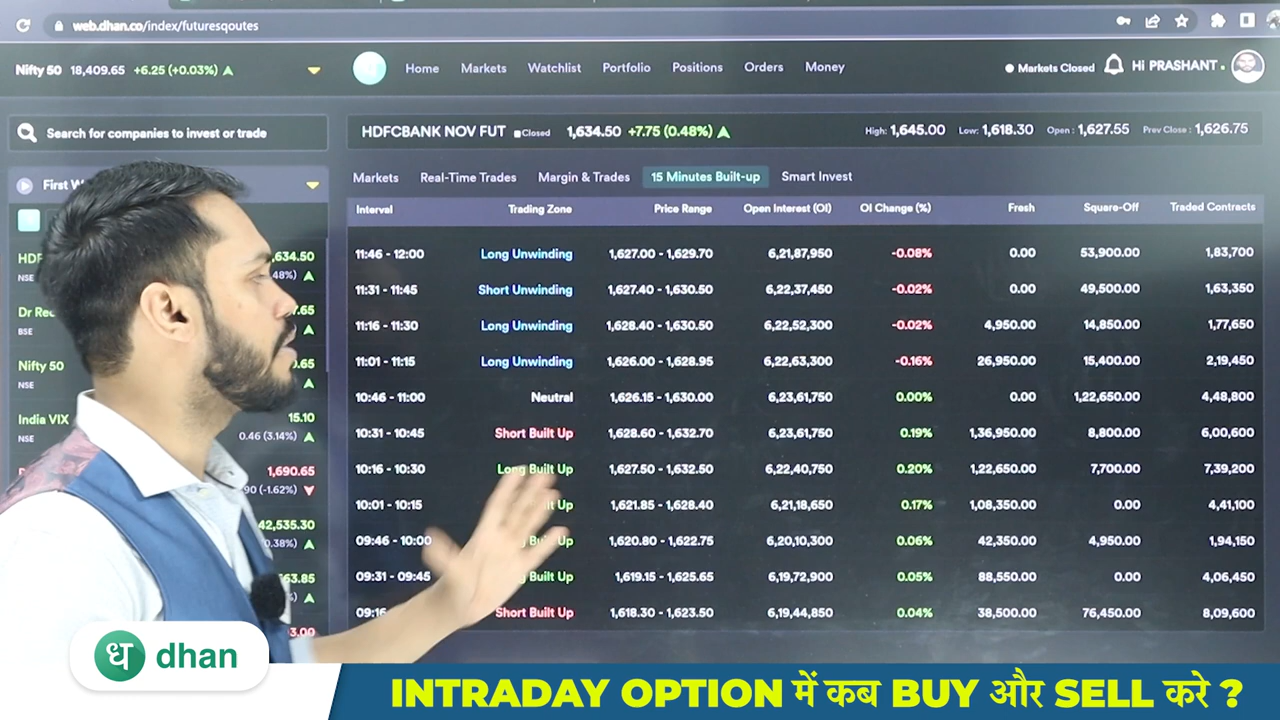 web.dhan.co/index/futuresqoutes
Nifty 50 18,409.65 +6.25 (+0.03%)
Home Markets Watchlist Portfolio Positions Orders Money
Markets Closed Hi PRASHANT
Search for companies to invest or trade
HDFCBANK NOV FUT Closed 1,634.50 +7.75 (0.48%) High: 1,645.00 Low: 1,618.30 Open : 1,627.55 Prev Close : 1,626.75
First
Markets Real-Time Trades Margin & Trades 15 Minutes Built-up Smart Invest
Interval Trading Zone Price Range Open Interest (OI) OI Change (%) Fresh Square-Off Traded Contracts
11:46 - 12:00 Long Unwinding 1,627.00 - 1,629.70 6,21,87,950 -0.08% 0.00 53,900.00 1,83,700
11:31 - 11:45 Short Unwinding 1,627.40 - 1,630.50 6,22,37,450 -0.02% 0.00 49,500.00 1,63,350
11:16 - 11:30 Long Unwinding 1,628.40 - 1,630.50 6,22,52,300 -0.02% 4,950.00 14,850.00 1,77,650
11:01 - 11:15 Long Unwinding 1,626.00 - 1,628.95 6,22,63,300 -0.16% 26,950.00 15,400.00 2,19,450
10:46 - 11:00 Neutral 1,626.15 - 1,630.00 6,23,61,750 0.00% 0.00 1,22,650.00 4,48,800
10:31 - 10:45 Short Built Up 1,628.60 - 1,632.70 6,23,61,750 0.19% 1,36,950.00 8,800.00 6,00,600
10:16 - 10:30 Long Built Up 1,627.50 - 1,632.50 6,22,40,750 0.20% 1,22,650.00 7,700.00 7,39,200
10:01 - 10:15 Up 1,621.85 - 1,628.40 6,21,18,650 0.17% 1,08,350.00 0.00 4,41,100
09:46 - 10:00 Up 1,620.80 - 1,622.75 6,20,10,300 0.06% 42,350.00 4,950.00 1,94,150
09:31 - 09:45 Built Up 1,619.15 - 1,625.65 6,19,72,900 0.05% 88,550.00 0.00 4,06,450
Short Built Up 1,618.30 - 1,623.50 6,19,44,850 0.04% 38,500.00 76,450.00 8,09,600
NSE
BSE
Nifty 50
NSE
India VIX 15.10
NSE 0.46 (3.14%)
1,690.65
(-1.62%)
42,535.30
ध dhan
INTRADAY OPTION में कब BUY और SELL करे ?